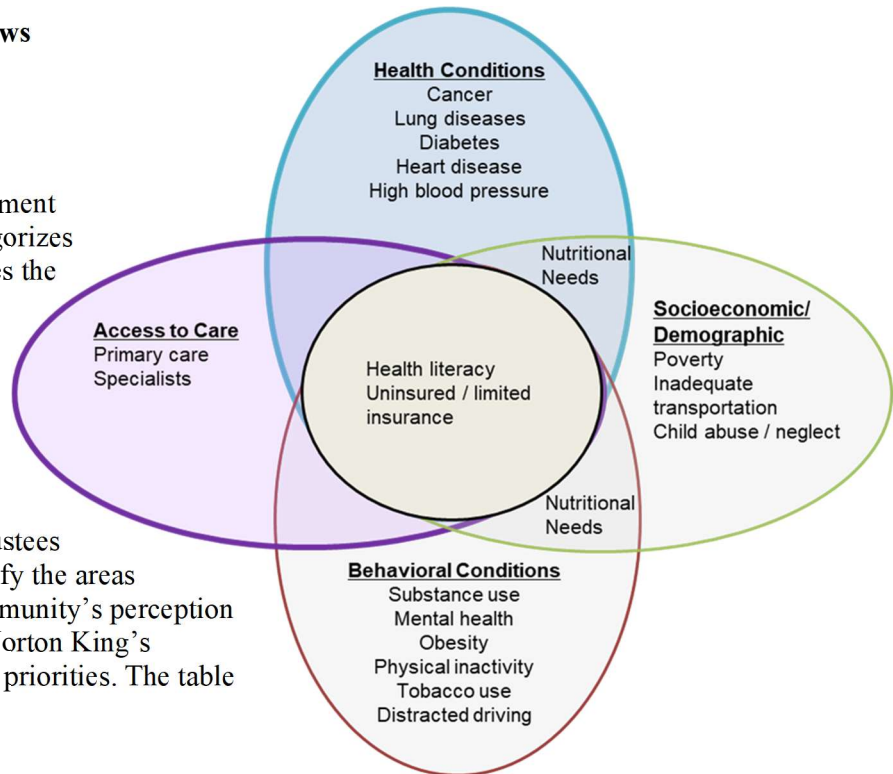 ws
ment
gorizes
es the
ustees
fy the areas
munity's perception
Norton King's
priorities. The table
Health Conditions
Cancer
Lung diseases
Diabetes
Heart disease
High blood pressure
Nutritional
Needs
Access to Care
Primary care
Specialists
Health literacy
Uninsured / limited
insurance
Socioeconomic/
Demographic
Poverty
Inadequate
transportation
Child abuse / neglect
Nutritional
Needs
Behavioral Conditions
Substance use
Mental health
Obesity
Physical inactivity
Tobacco use
Distracted driving